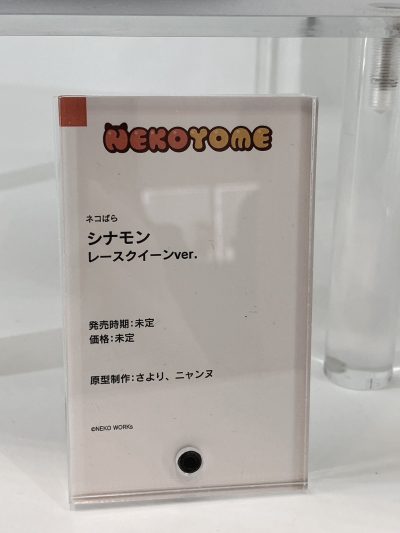 NEKOYOME
ネコぱら
シナモン
レースクイーンver.
発売時期:未定
価格:未定
原型制作:さより、ニャンヌ
©NEKO WORKs